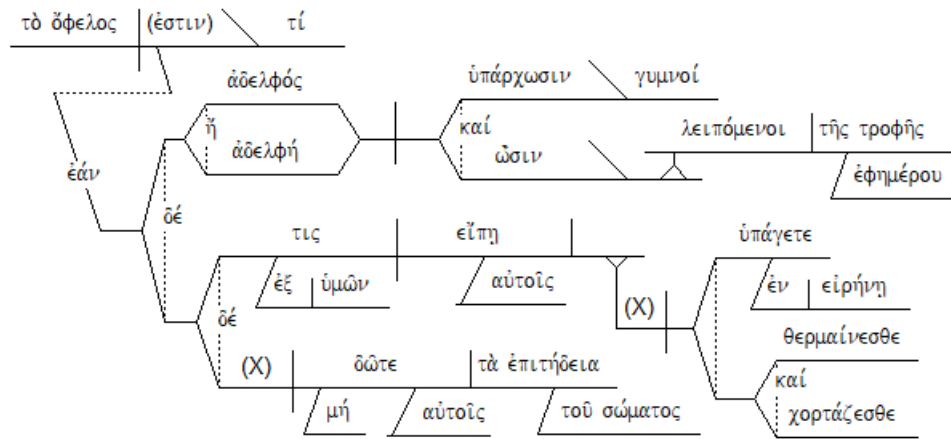 τὸ ὄφελος (ἐστιν) τί
ἐάν
δέ
ἀδελφός
ἤ
ἀδελφή
ὑπάρχωσιν γυμνοί
καί
ὦσιν λειπόμενοι τῆς τροφῆς
ἐφημέρου
δέ
τις εἴπῃ
ἐξ ὑμῶν αὐτοῖς
(X)
ὑπάγετε
ἐν εἰρήνῃ
θερμαίνεσθε
καί
χορτάζεσθε
(X) δῶτε τὰ ἐπιτήδεια
μή αὐτοῖς τοῦ σώματος